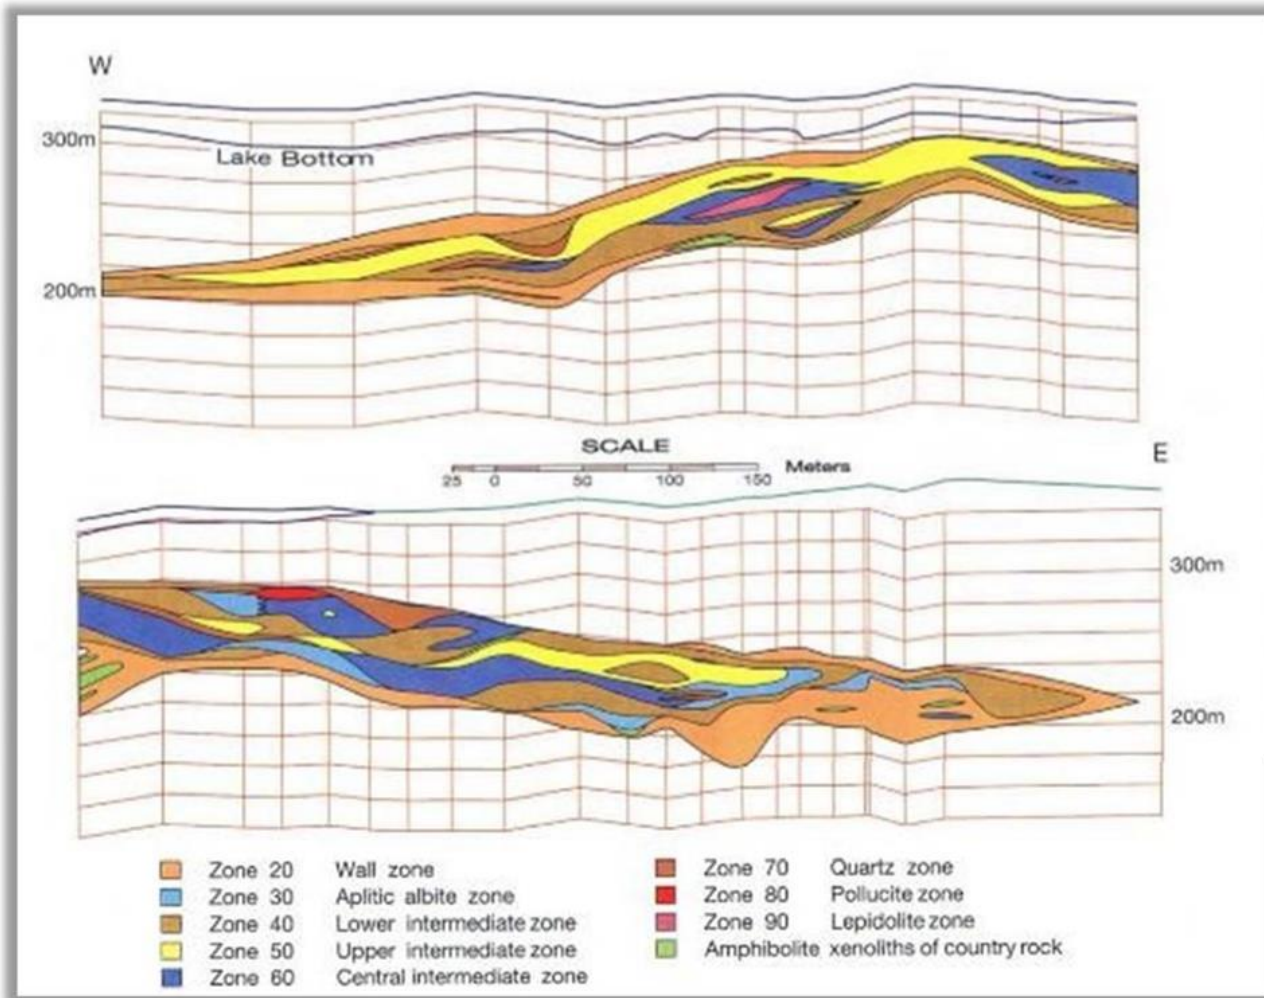 W
300m
Lake Bottom
200m
SCALE
Meters
25 0 50 100 150
E
300m
200m
Zone 20 Wall zone
Zone 30 Aplitic albite zone
Zone 40 Lower intermediate zone
Zone 50 Upper intermediate zone
Zone 60 Central intermediate zone
Zone 70 Quartz zone
Zone 80 Pollucite zone
Zone 90 Lepidolite zone
Amphibolite xenoliths of country rock